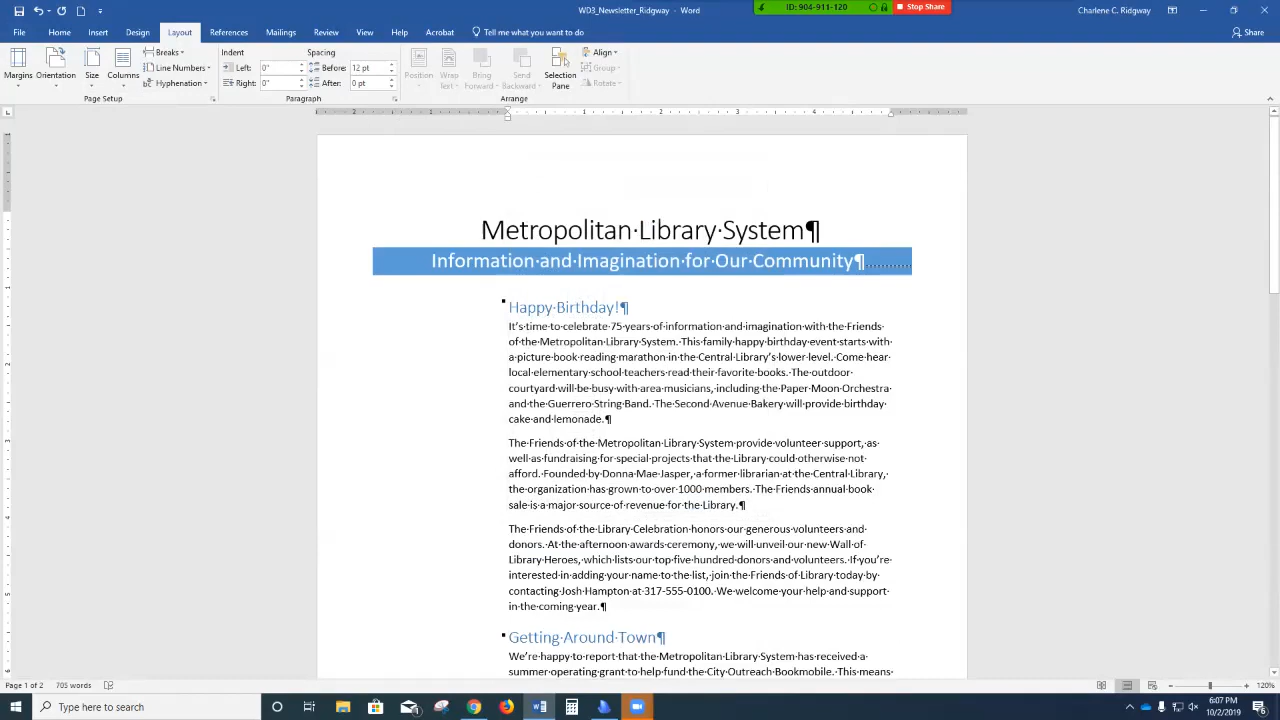 WD3_Newsletter_Ridgway - Word
ID: 904-911-120
Stop Share
Charlene C. Ridgway
File Home Insert Design Layout References Mailings Review View Help Acrobat Tell me what you want to do Share
Margins Orientation Size Columns
Breaks
Line Numbers
Hyphenation
Page Setup
Indent Spacing
Left: 0" Before: 12 pt
Right: 0" After: 0 pt
Paragraph
Position Wrap Text Bring Forward Send Backward Selection Pane
Align
Group
Rotate
Arrange
Metropolitan·Library·System¶
Information·and·Imagination·for·Our·Community¶
Happy·Birthday!¶
It's·time·to·celebrate·75·years·of·information·and·imagination·with·the·Friends·
of·the·Metropolitan·Library·System.·This·family·happy·birthday·event·starts·with·
a·picture·book·reading·marathon·in·the·Central·Library's·lower·level.·Come·hear·
local·elementary·school·teachers·read·their·favorite·books.·The·outdoor·
courtyard·will·be·busy·with·area·musicians,·including·the·Paper·Moon·Orchestra·
and·the·Guerrero·String·Band.·The·Second·Avenue·Bakery·will·provide·birthday·
cake·and·lemonade.¶
The·Friends·of·the·Metropolitan·Library·System·provide·volunteer·support,·as·
well·as·fundraising·for·special·projects·that·the·Library·could·otherwise·not·
afford.·Founded·by·Donna·Mae·Jasper,·a·former·librarian·at·the·Central·Library,·
the·organization·has·grown·to·over·1000·members.·The·Friends·annual·book·
sale·is·a·major·source·of·revenue·for·the·Library.¶
The·Friends·of·the·Library·Celebration·honors·our·generous·volunteers·and·
donors.·At·the·afternoon·awards·ceremony,·we·will·unveil·our·new·Wall·of·
Library·Heroes,·which·lists·our·top·five·hundred·donors·and·volunteers.·If·you're·
interested·in·adding·your·name·to·the·list,·join·the·Friends·of·Library·today·by·
contacting·Josh·Hampton·at·317-555-0100.·We·welcome·your·help·and·support·
in·the·coming·year.¶
Getting·Around·Town¶
We're·happy·to·report·that·the·Metropolitan·Library·System·has·received·a·
summer·operating·grant·to·help·fund·the·City·Outreach·Bookmobile.·This·means·
Page 1 of 2 705 words
120%
Type here to search
6:07 PM
10/2/2019